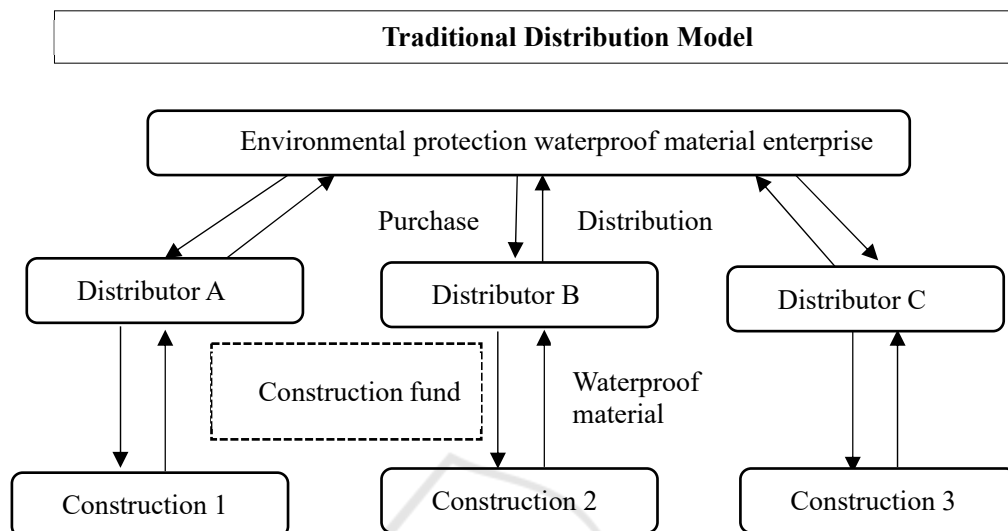 Traditional Distribution Model
Environmental protection waterproof material enterprise
Purchase
Distribution
Distributor A
Distributor B
Distributor C
Construction fund
Waterproof
material
Construction 1
Construction 2
Construction 3